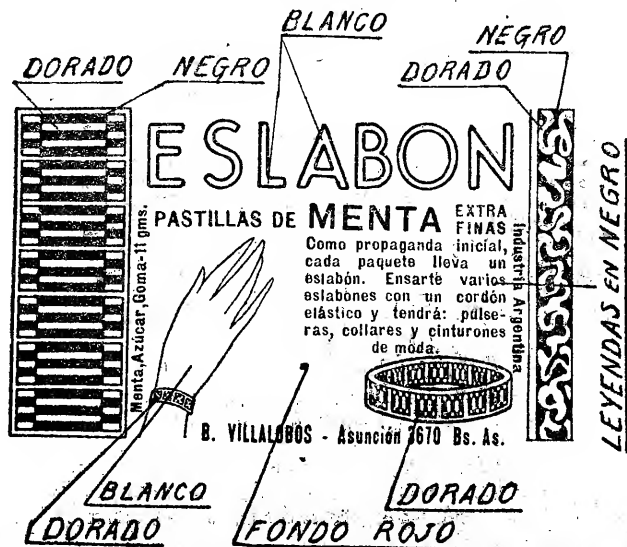 BLANCO
NEGRO
DORADO NEGRO
DORADO
ESLABON
PASTILLAS DE MENTA EXTRA FINAS
Como propaganda inicial,
cada paquete lleva un
eslabón. Ensarte varios
eslabones con un cordón
elástico y tendrá: pulse-
ras, collares y cinturones
de moda.
Menta, Azúcar, Goma-11 gms.
Industria Argentina
LEYENDAS EN NEGRO
B. VILLALOBOS - Asunción 3670 Bs. As.
BLANCO
DORADO
DORADO
FONDO ROJO